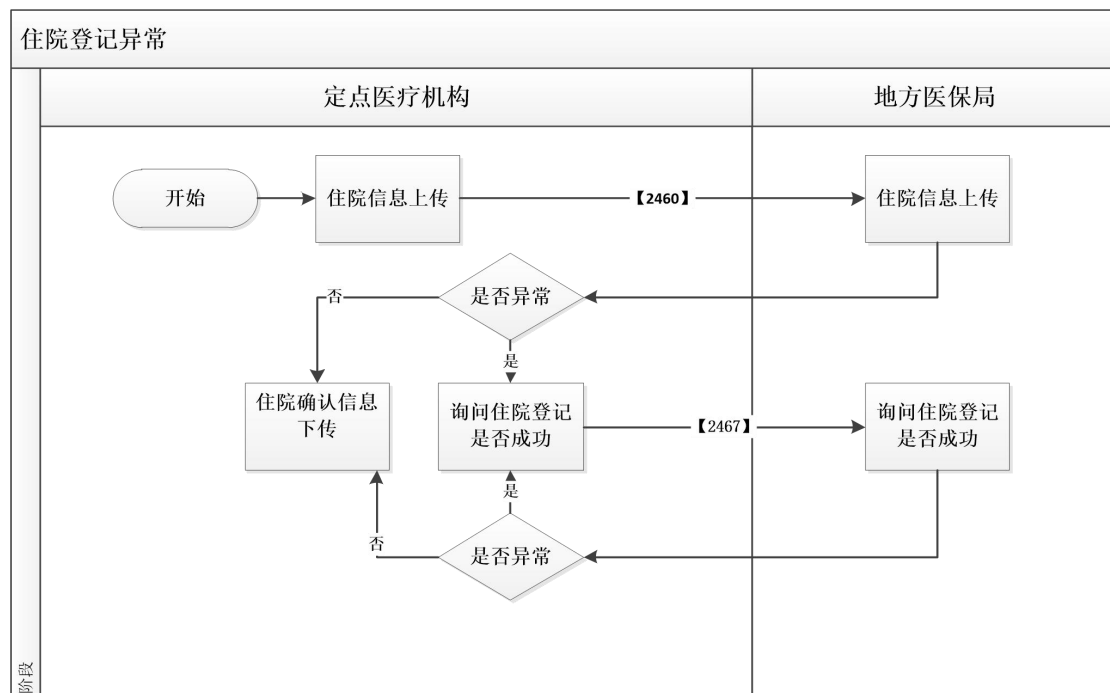 住院登记异常
定点医疗机构
地方医保局
开始
住院信息上传
【2460】
住院信息上传
是否异常
否
是
住院确认信息
下传
询问住院登记
是否成功
【2467】
询问住院登记
是否成功
是
否
是否异常
阶段